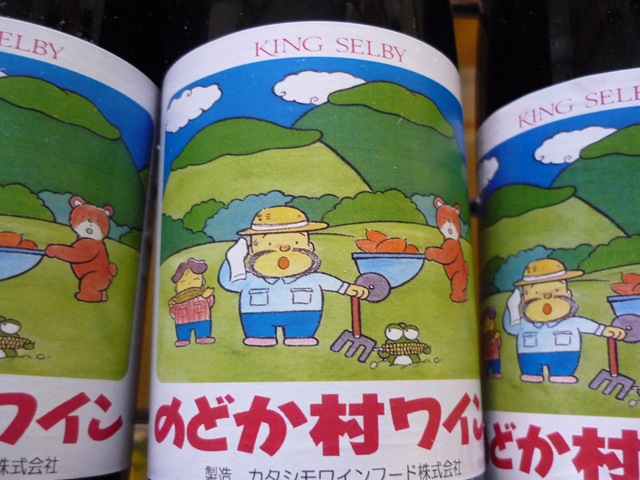 KING SELBY
のどか村ワイン
製造 カタシモワインフード株式会社
KING SELBY
ワイン
株式会社
KING SELB
どか村ワ